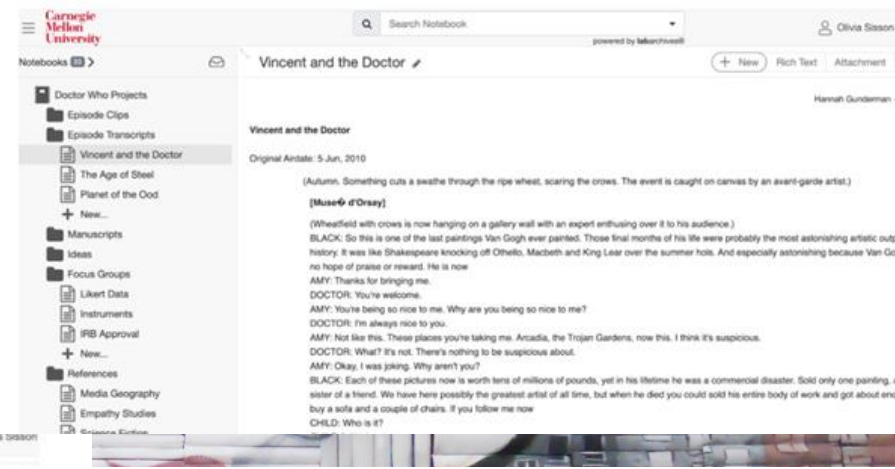 Carnegie
Mellon
University
Search Notebook
powered by labarchives
Olivia Sisson
Notebooks
Vincent and the Doctor
+ New
Rich Text
Attachment
Doctor Who Projects
Episode Clips
Episode Transcripts
Vincent and the Doctor
The Age of Steel
Planet of the Ood
+ New...
Manuscripts
Ideas
Focus Groups
Likert Data
Instruments
IRB Approval
+ New...
References
Media Geography
Empathy Studies
Science Fiction
Hannah Gunderman
Vincent and the Doctor
Original Airdate: 5 Jun, 2010
(Autumn. Something cuts a swathe through the ripe wheat, scaring the crows. The event is caught on canvas by an avant-garde artist.)
[Muse� d'Orsay]
(Wheatfield with crows is now hanging on a gallery wall with an expert enthusing over it to his audience.)
BLACK: So this is one of the last paintings Van Gogh ever painted. Those final months of his life were probably the most astonishing artistic outp
history. It was like Shakespeare knocking off Othello, Macbeth and King Lear over the summer hols. And especially astonishing because Van Go
no hope of praise or reward. He is now
AMY: Thanks for bringing me.
DOCTOR: You're welcome.
AMY: You're being so nice to me. Why are you being so nice to me?
DOCTOR: I'm always nice to you.
AMY: Not like this. These places you're taking me. Arcadia, the Trojan Gardens, now this. I think it's suspicious.
DOCTOR: What? It's not. There's nothing to be suspicious about.
AMY: Okay, I was joking. Why aren't you?
BLACK: Each of these pictures now is worth tens of millions of pounds, yet in his lifetime he was a commercial disaster. Sold only one painting, a
sister of a friend. We have here possibly the greatest artist of all time, but when he died you could sold his entire body of work and got about eno
buy a sofa and a couple of chairs. If you follow me now
CHILD: Who is it?
Sisson